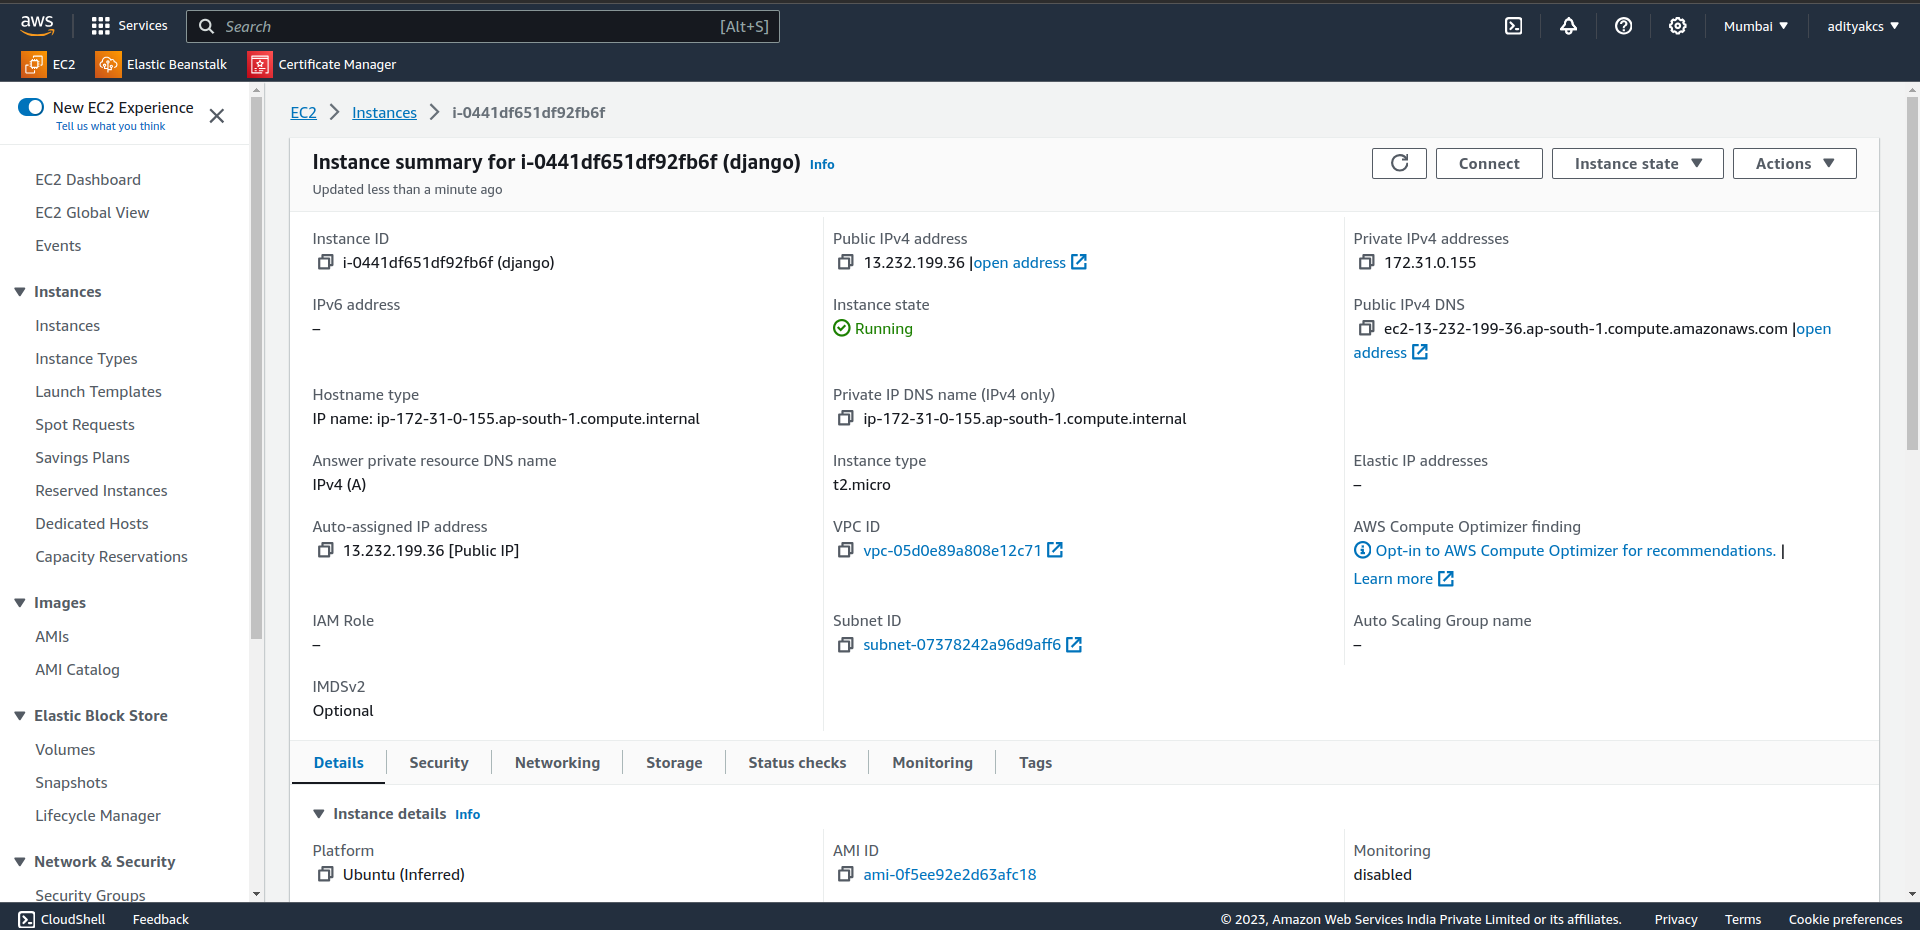 aws
Services
Search [Alt+S]
Mumbai ▼
adityakcs ▼
EC2
Elastic Beanstalk
Certificate Manager
New EC2 Experience
Tell us what you think
EC2 Dashboard
EC2 Global View
Events
Instances
Instances
Instance Types
Launch Templates
Spot Requests
Savings Plans
Reserved Instances
Dedicated Hosts
Capacity Reservations
Images
AMIs
AMI Catalog
Elastic Block Store
Volumes
Snapshots
Lifecycle Manager
Network & Security
Security Groups
EC2 > Instances > i-0441df651df92fb6f
Instance summary for i-0441df651df92fb6f (django) Info
Updated less than a minute ago
Connect
Instance state ▼
Actions ▼
Instance ID
i-0441df651df92fb6f (django)
Public IPv4 address
13.232.199.36 |open address
Private IPv4 addresses
172.31.0.155
IPv6 address
–
Instance state
Running
Public IPv4 DNS
ec2-13-232-199-36.ap-south-1.compute.amazonaws.com |open
address
Hostname type
IP name: ip-172-31-0-155.ap-south-1.compute.internal
Private IP DNS name (IPv4 only)
ip-172-31-0-155.ap-south-1.compute.internal
Answer private resource DNS name
IPv4 (A)
Instance type
t2.micro
Elastic IP addresses
–
Auto-assigned IP address
13.232.199.36 [Public IP]
VPC ID
vpc-05d0e89a808e12c71
AWS Compute Optimizer finding
Opt-in to AWS Compute Optimizer for recommendations. |
Learn more
IAM Role
–
Subnet ID
subnet-07378242a96d9aff6
Auto Scaling Group name
–
IMDSv2
Optional
Details
Security
Networking
Storage
Status checks
Monitoring
Tags
Instance details Info
Platform
Ubuntu (Inferred)
AMI ID
ami-0f5ee92e2d63afc18
Monitoring
disabled
CloudShell
Feedback
© 2023, Amazon Web Services India Private Limited or its affiliates.
Privacy
Terms
Cookie preferences